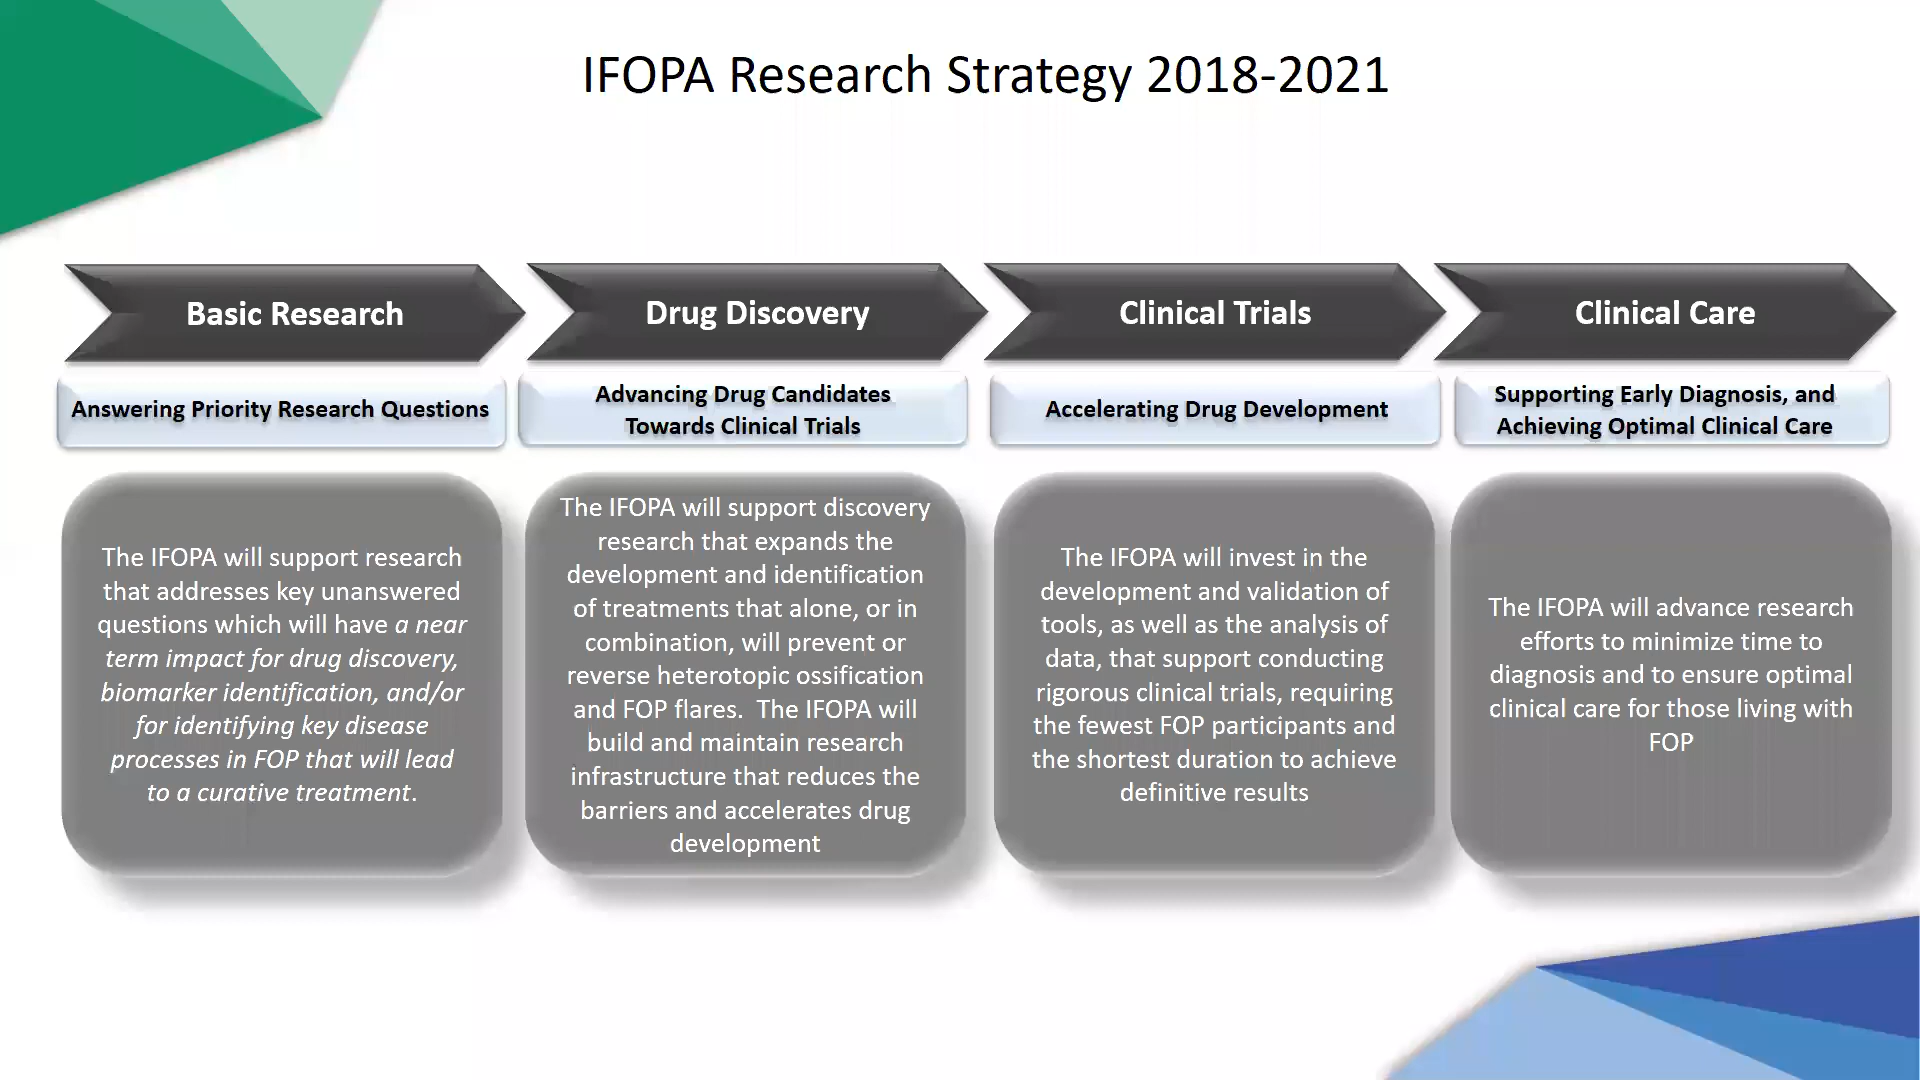 IFOPA Research Strategy 2018-2021
Basic Research
Drug Discovery
Clinical Trials
Clinical Care
Answering Priority Research Questions
Advancing Drug Candidates
Towards Clinical Trials
Accelerating Drug Development
Supporting Early Diagnosis, and
Achieving Optimal Clinical Care
The IFOPA will support research
that addresses key unanswered
questions which will have a near
term impact for drug discovery,
biomarker identification, and/or
for identifying key disease
processes in FOP that will lead
to a curative treatment.
The IFOPA will support discovery
research that expands the
development and identification
of treatments that alone, or in
combination, will prevent or
reverse heterotopic ossification
and FOP flares.  The IFOPA will
build and maintain research
infrastructure that reduces the
barriers and accelerates drug
development
The IFOPA will invest in the
development and validation of
tools, as well as the analysis of
data, that support conducting
rigorous clinical trials, requiring
the fewest FOP participants and
the shortest duration to achieve
definitive results
The IFOPA will advance research
efforts to minimize time to
diagnosis and to ensure optimal
clinical care for those living with
FOP